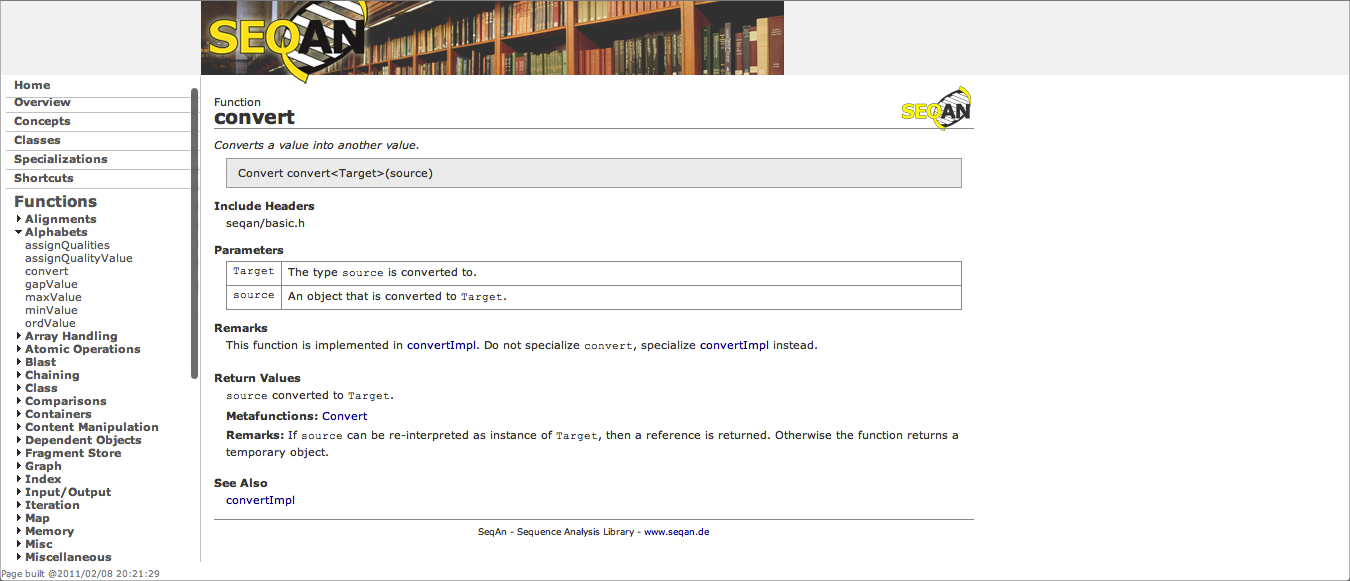 SEQAN
Home
Overview
Concepts
Classes
Specializations
Shortcuts
Functions
Alignments
Alphabets
assignQualities
assignQualityValue
convert
gapValue
maxValue
minValue
ordValue
Array Handling
Atomic Operations
Blast
Chaining
Class
Comparisons
Containers
Content Manipulation
Dependent Objects
Fragment Store
Graph
Index
Input/Output
Iteration
Map
Memory
Misc
Miscellaneous
Page built @2011/02/08 20:21:29
Function
convert
SEQAN
Converts a value into another value.
Convert convert<Target>(source)
Include Headers
seqan/basic.h
Parameters
Target The type source is converted to.
source An object that is converted to Target.
Remarks
This function is implemented in convertImpl. Do not specialize convert, specialize convertImpl instead.
Return Values
source converted to Target.
Metafunctions: Convert
Remarks: If source can be re-interpreted as instance of Target, then a reference is returned. Otherwise the function returns a
temporary object.
See Also
convertImpl
SeqAn - Sequence Analysis Library - www.seqan.de